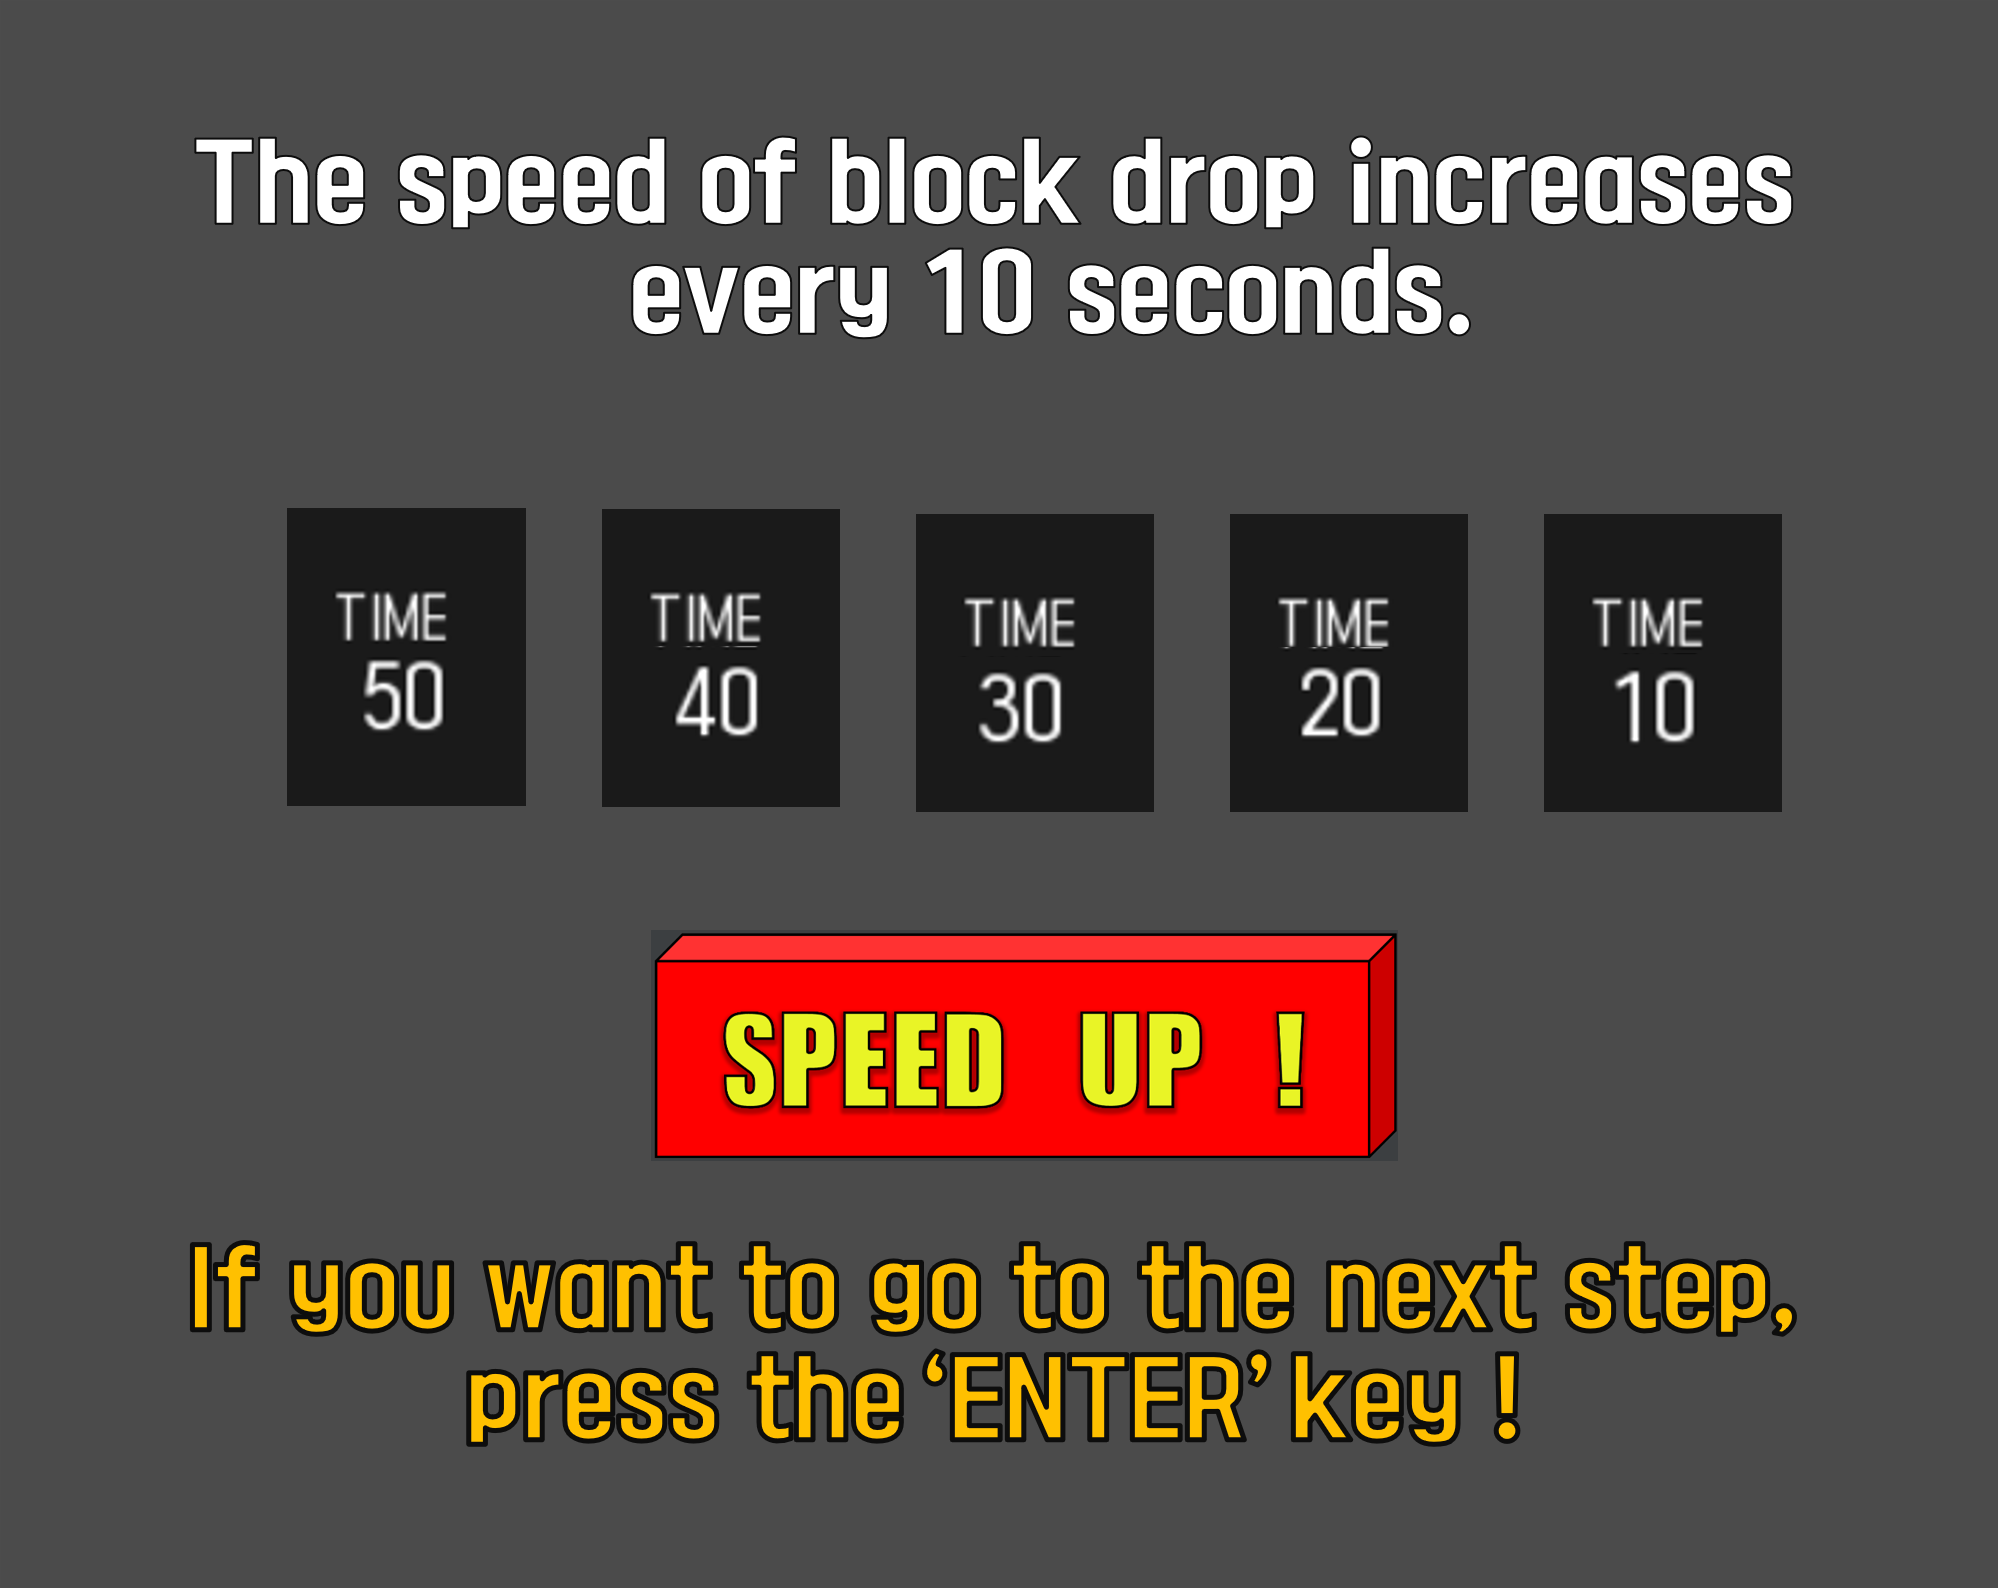 The speed of block drop increases
every 10 seconds.
TIME TIME TIME TIME TIME
50 40 30 20 10
SPEED UP !
If you want to go to the next step,
press the ‘ENTER’ key !